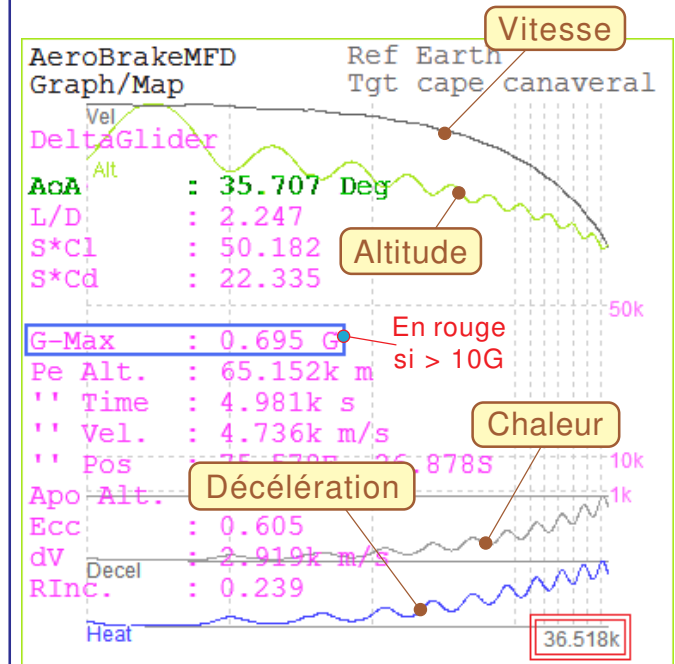 Vitesse
AeroBrakeMFD Ref Earth
Graph/Map Tgt cape canaveral
Vel
DeltaGlider
Alt
AoA : 35.707 Deg
L/D : 2.247
S*Cl : 50.182
Altitude
S*Cd : 22.335
50k
En rouge
G-Max : 0.695 G
si > 10G
Pe Alt. : 65.152k m
'' Time : 4.981k s
Chaleur
'' Vel. : 4.736k m/s
'' Pos : .878S
10k
Décélération
Apo Alt.
1k
Ecc : 0.605
dV : 2.919k m/s
Decel
RInc. : 0.239
Heat
36.518k